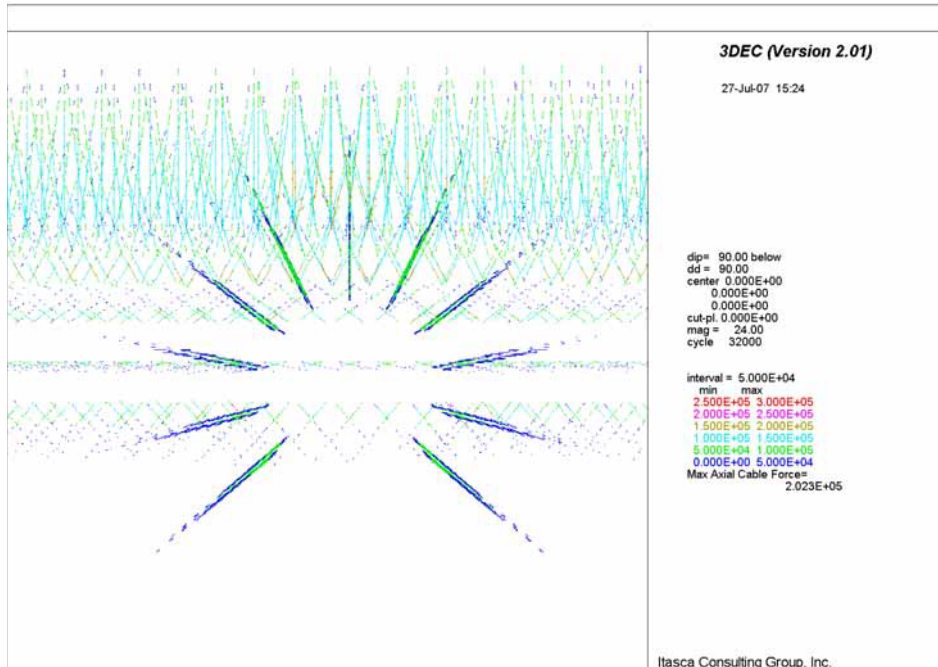 3DEC (Version 2.01)
27-Jul-07 15:24
dip= 90.00 below
dd = 90.00
center 0.000E+00
0.000E+00
0.000E+00
cut-pl. 0.000E+00
mag = 24.00
cycle 32000
interval = 5.000E+04
min max
2.500E+05 3.000E+05
2.000E+05 2.500E+05
1.500E+05 2.000E+05
1.000E+05 1.500E+05
5.000E+04 1.000E+05
0.000E+00 5.000E+04
Max Axial Cable Force=
2.023E+05
Itasca Consulting Group, Inc.